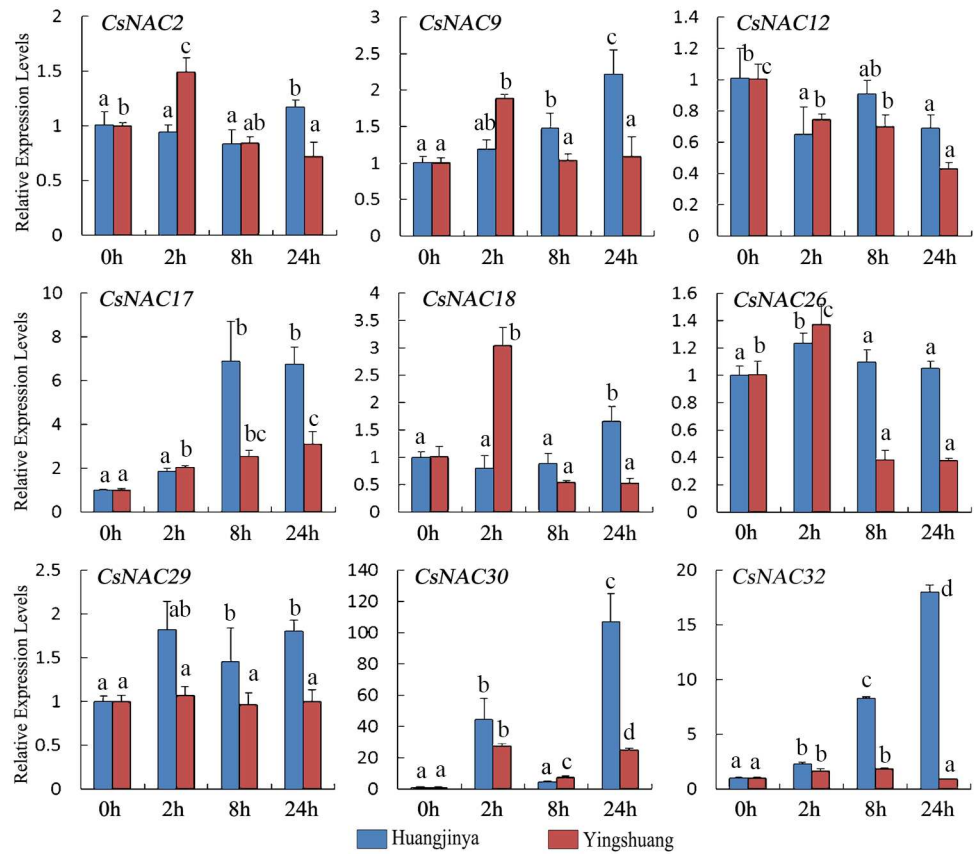 CsNAC2
Relative Expression Levels
2
1.5
1
0.5
0
a
b
a
c
a
ab
b
a
0h
2h
8h
24h
CsNAC9
3
2.5
2
1.5
1
0.5
0
a
a
ab
b
b
a
c
a
0h
2h
8h
24h
CsNAC12
1.4
1.2
1
0.8
0.6
0.4
0.2
0
b
c
a
b
ab
b
a
a
0h
2h
8h
24h
CsNAC17
Relative Expression Levels
10
8
6
4
2
0
a
a
a
b
b
bc
b
c
0h
2h
8h
24h
CsNAC18
4
3.5
3
2.5
2
1.5
1
0.5
0
a
a
b
a
a
b
a
0h
2h
8h
24h
CsNAC26
1.6
1.4
1.2
1
0.8
0.6
0.4
0.2
0
a
b
b
c
a
a
a
a
0h
2h
8h
24h
CsNAC29
Relative Expression Levels
2.5
2
1.5
1
0.5
0
a
a
ab
a
b
a
b
a
0h
2h
8h
24h
CsNAC30
140
120
100
80
60
40
20
0
a
a
b
b
a
c
c
d
0h
2h
8h
24h
CsNAC32
20
15
10
5
0
a
a
b
b
c
b
d
a
0h
2h
8h
24h
Huangjinya
Yingshuang